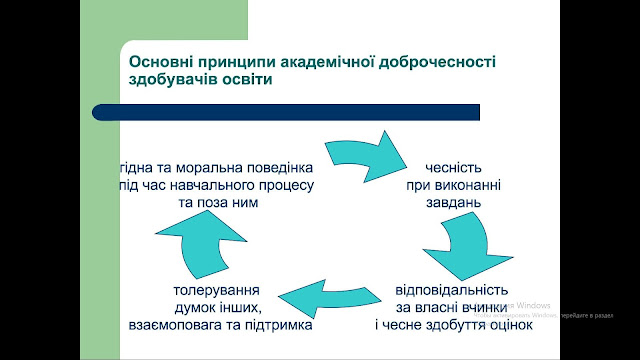 Основні принципи академічної доброчесності
здобувачів освіти
гідна та моральна поведінка
під час навчального процесу
та поза ним
чесність
при виконанні
завдань
толерування
думок інших,
взаємоповага та підтримка
відповідальність
за власні вчинки
і чесне здобуття оцінок
Windows
Windows, перейдите в раздел